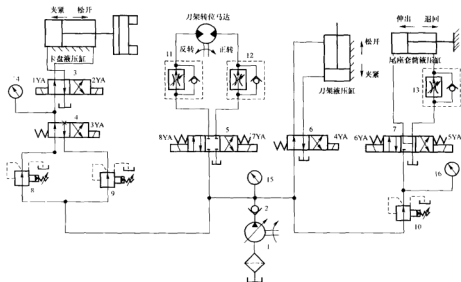 夹紧 松开
卡盘液压缸
刀架转位马达
反转 正转
11 12
松开
夹紧
刀架液压缸
伸出 退回
尾座套筒液压缸
13
14
1YA 3 2YA
4 3YA
8YA 5 7YA
6 4YA
6YA 7 5YA
8 9
15
2
1
16
10